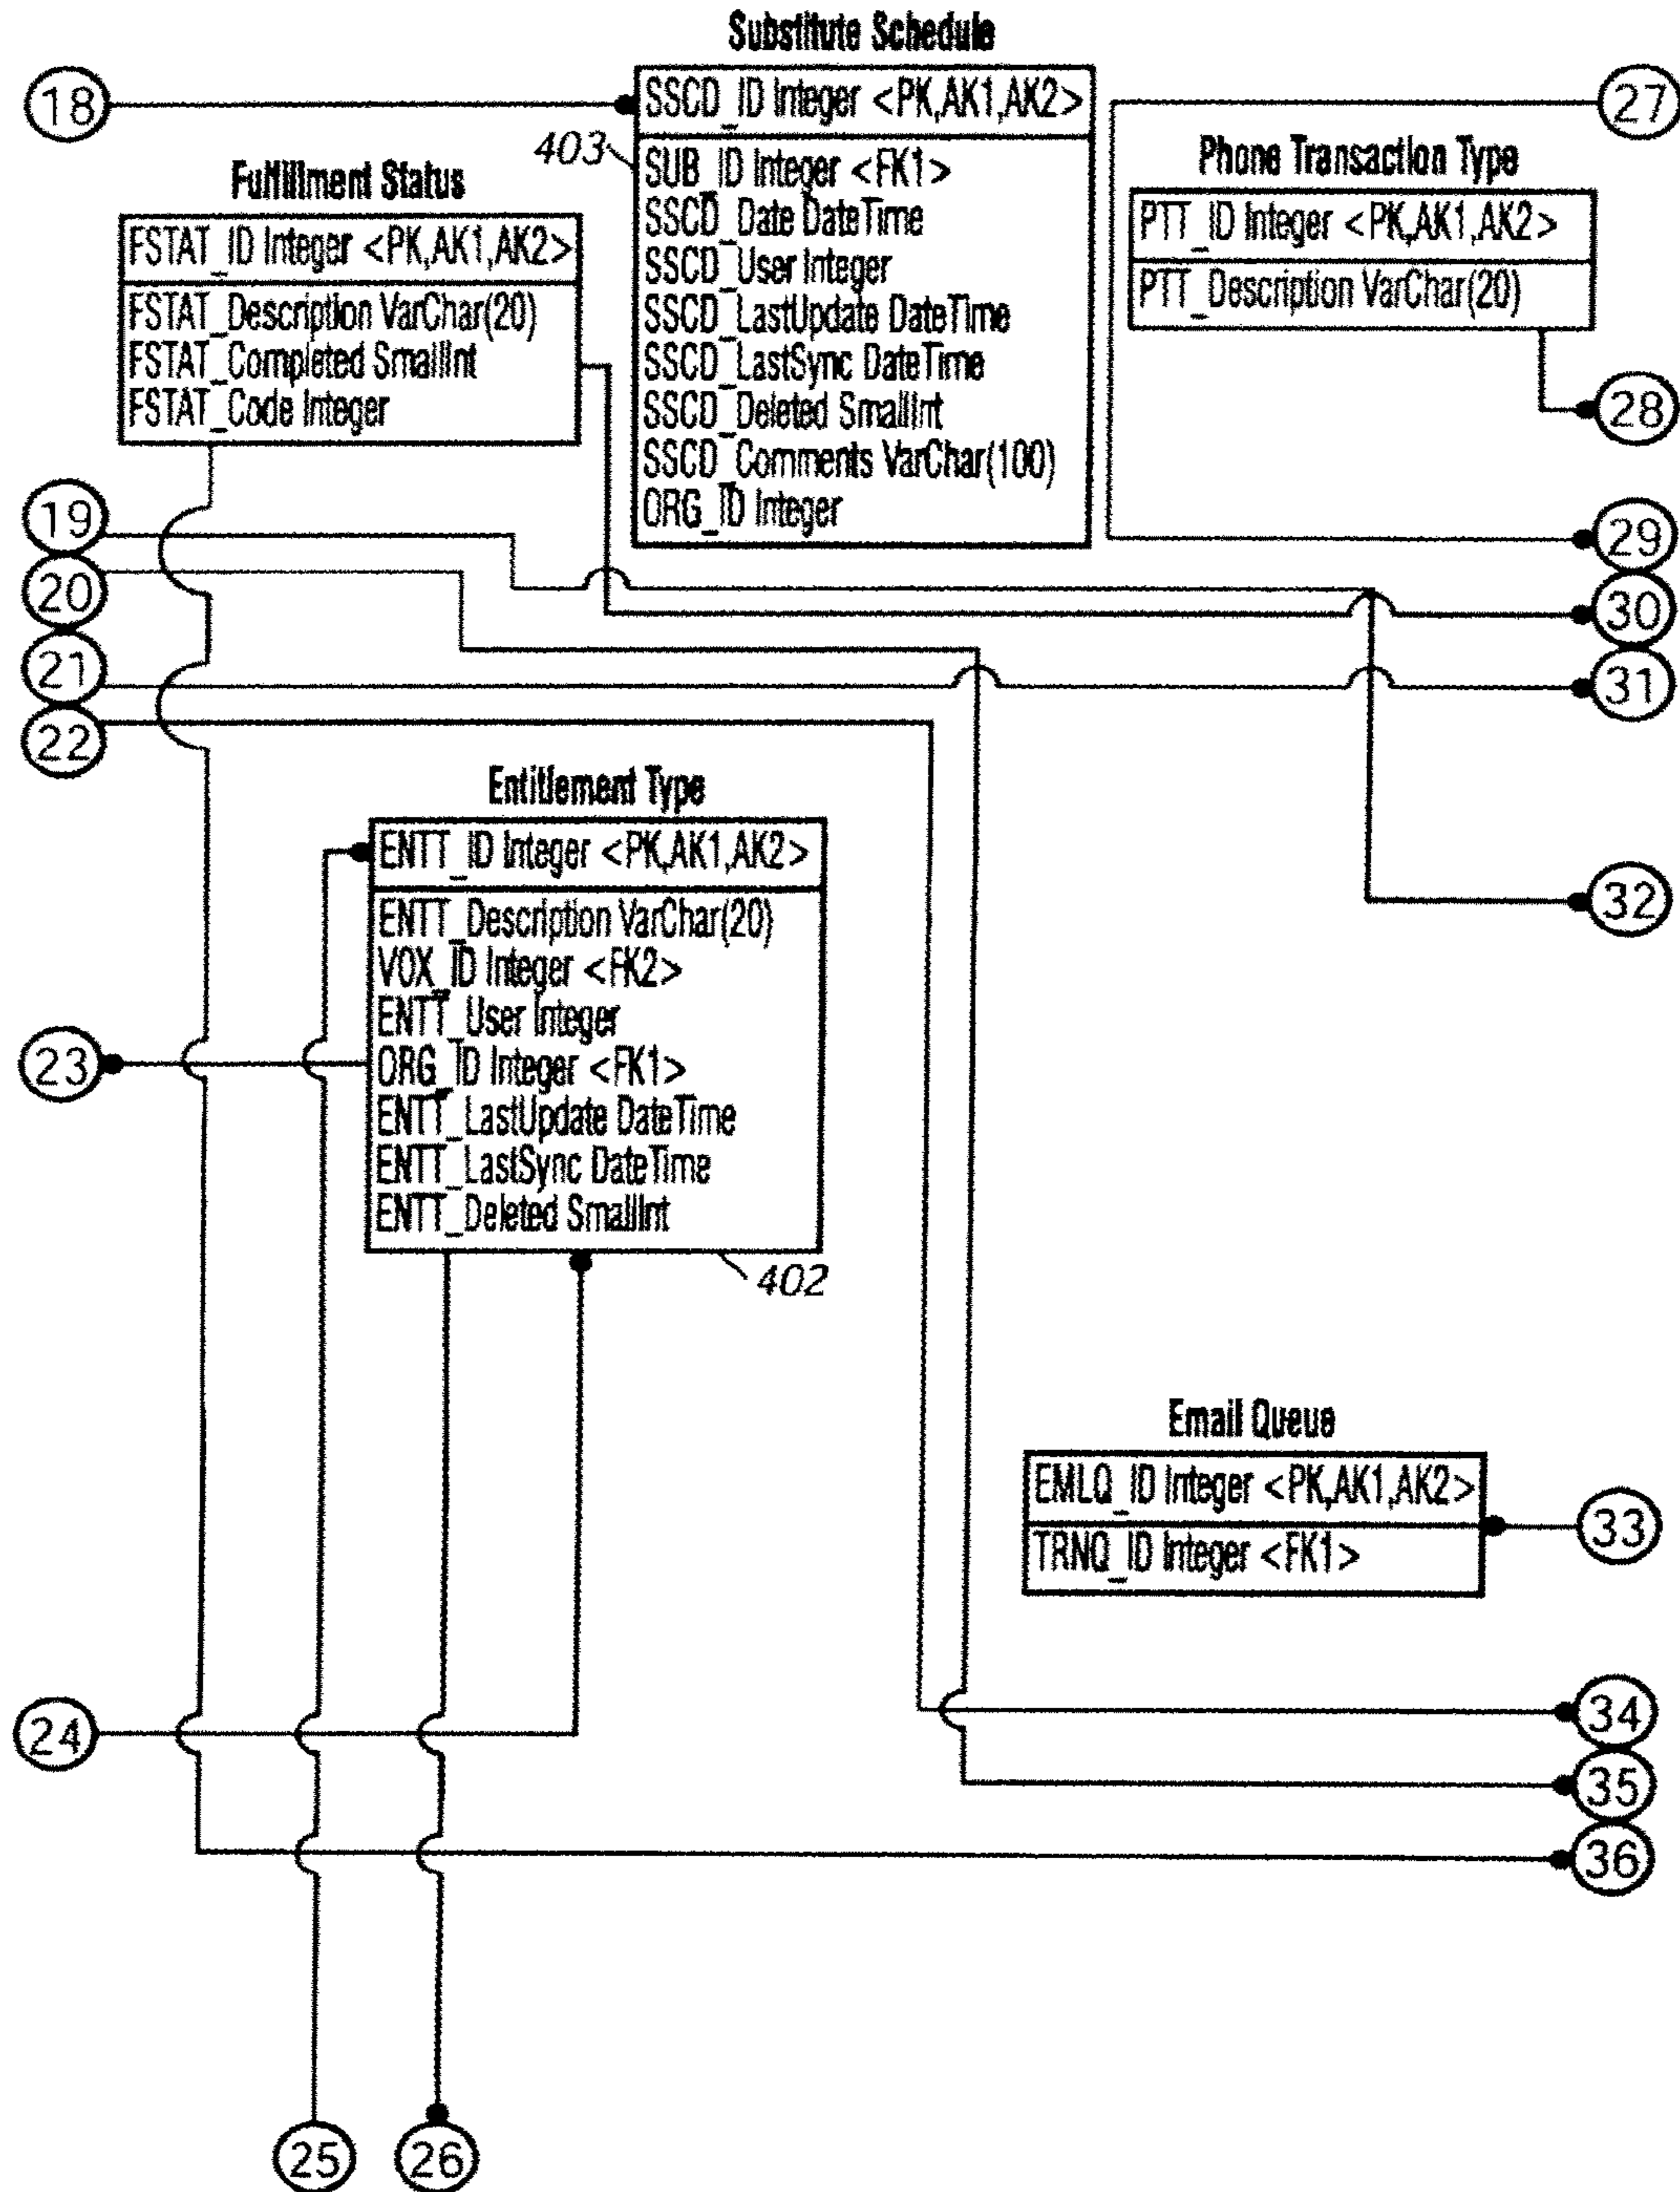 Substitute Schedule
18
SSCD_ID Integer <PK,AK1,AK2>
27
403
SUB_ID Integer <FK1>
SSCD_Date DateTime
SSCD_User Integer
SSCD_LastUpdate DateTime
SSCD_LastSync DateTime
SSCD_Deleted SmallInt
SSCD_Comments VarChar(100)
ORG_ID Integer
Phone Transaction Type
PTT_ID Integer <PK,AK1,AK2>
PTT_Description VarChar(20)
28
Fulfillment Status
FSTAT_ID Integer <PK,AK1,AK2>
FSTAT_Description VarChar(20)
FSTAT_Completed SmallInt
FSTAT_Code Integer
19
20
21
22
29
30
31
32
Entitlement Type
ENTT_ID Integer <PK,AK1,AK2>
ENTT_Description VarChar(20)
VOX_ID Integer <FK2>
ENTT_User Integer
ORG_ID Integer <FK1>
ENTT_LastUpdate DateTime
ENTT_LastSync DateTime
ENTT_Deleted SmallInt
23
402
Email Queue
EMLQ_ID Integer <PK,AK1,AK2>
TRNQ_ID Integer <FK1>
33
24
34
35
36
25
26